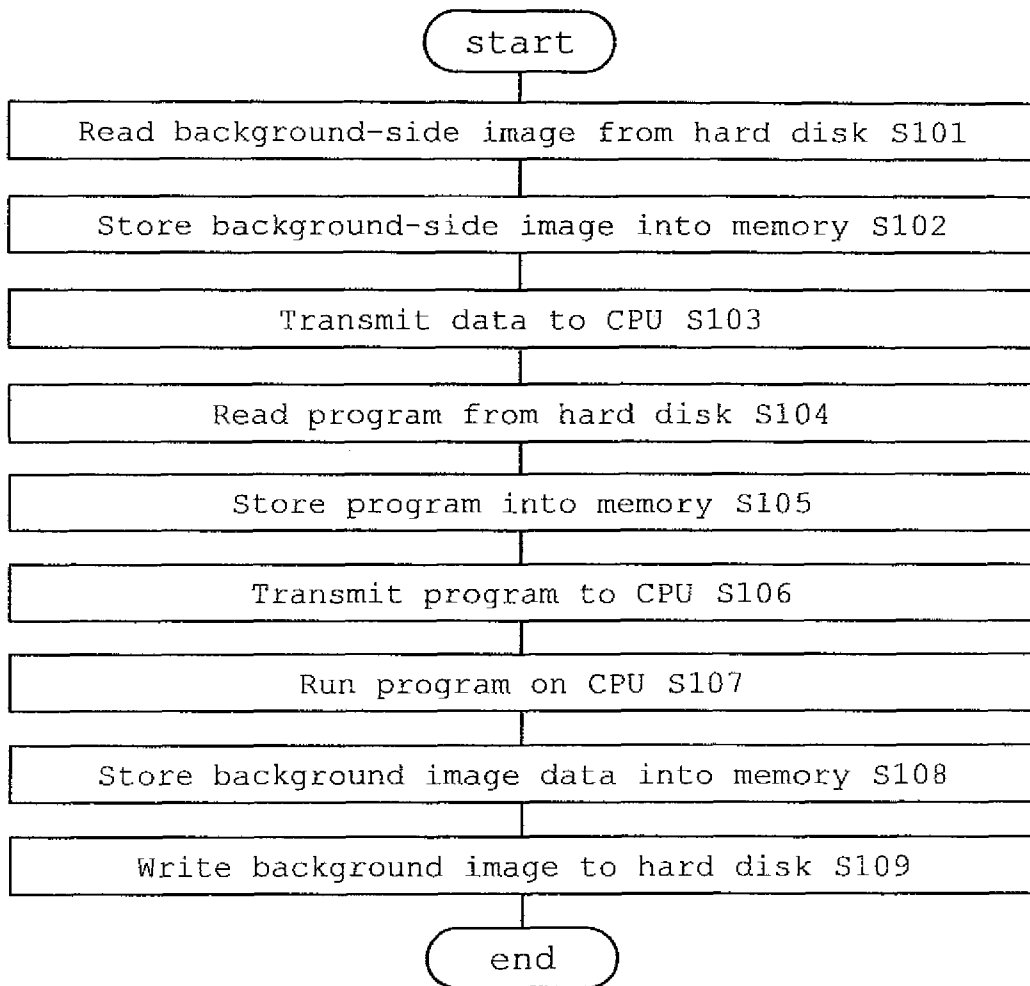 start
Read background-side image from hard disk S101
Store background-side image into memory S102
Transmit data to CPU S103
Read program from hard disk S104
Store program into memory S105
Transmit program to CPU S106
Run program on CPU S107
Store background image data into memory S108
Write background image to hard disk S109
end